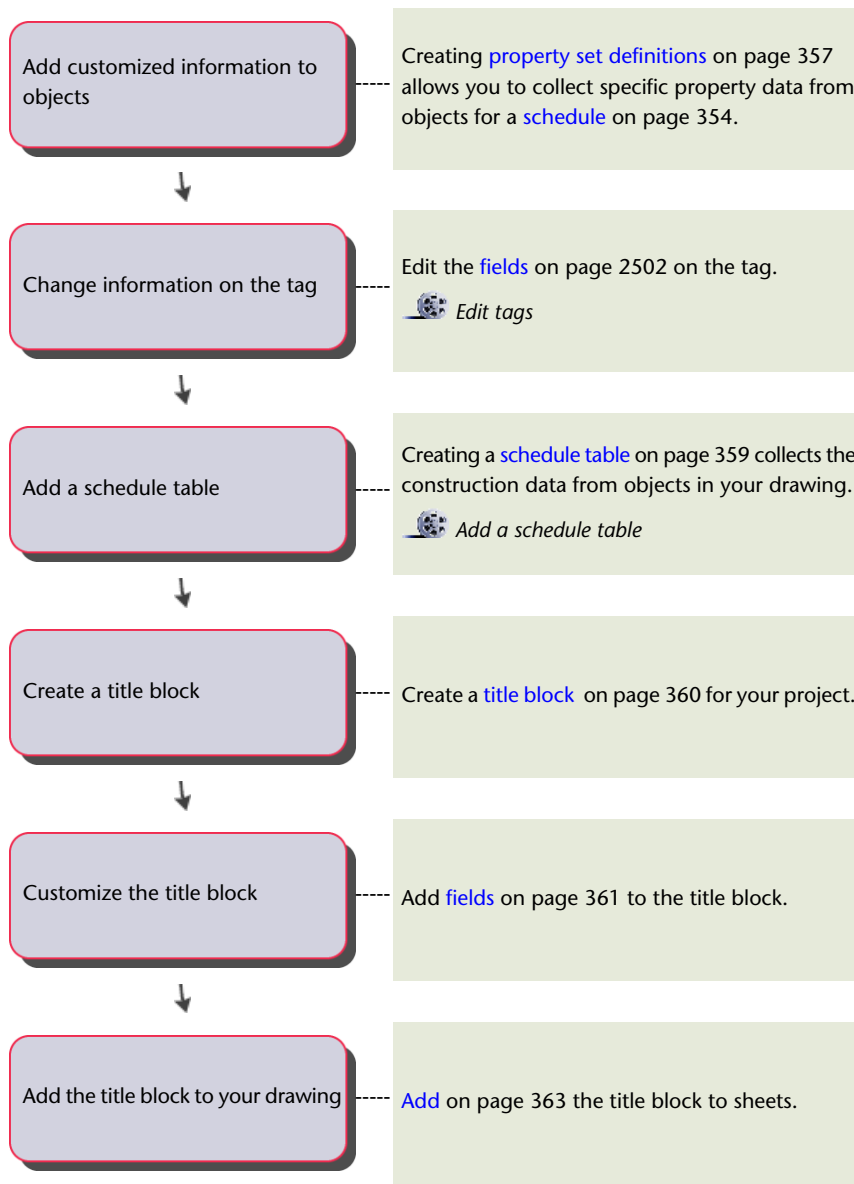 Add customized information to
objects
Creating property set definitions on page 357
allows you to collect specific property data from
objects for a schedule on page 354.
Change information on the tag
Edit the fields on page 2502 on the tag.
Edit tags
Add a schedule table
Creating a schedule table on page 359 collects the
construction data from objects in your drawing.
Add a schedule table
Create a title block
Create a title block on page 360 for your project.
Customize the title block
Add fields on page 361 to the title block.
Add the title block to your drawing
Add on page 363 the title block to sheets.